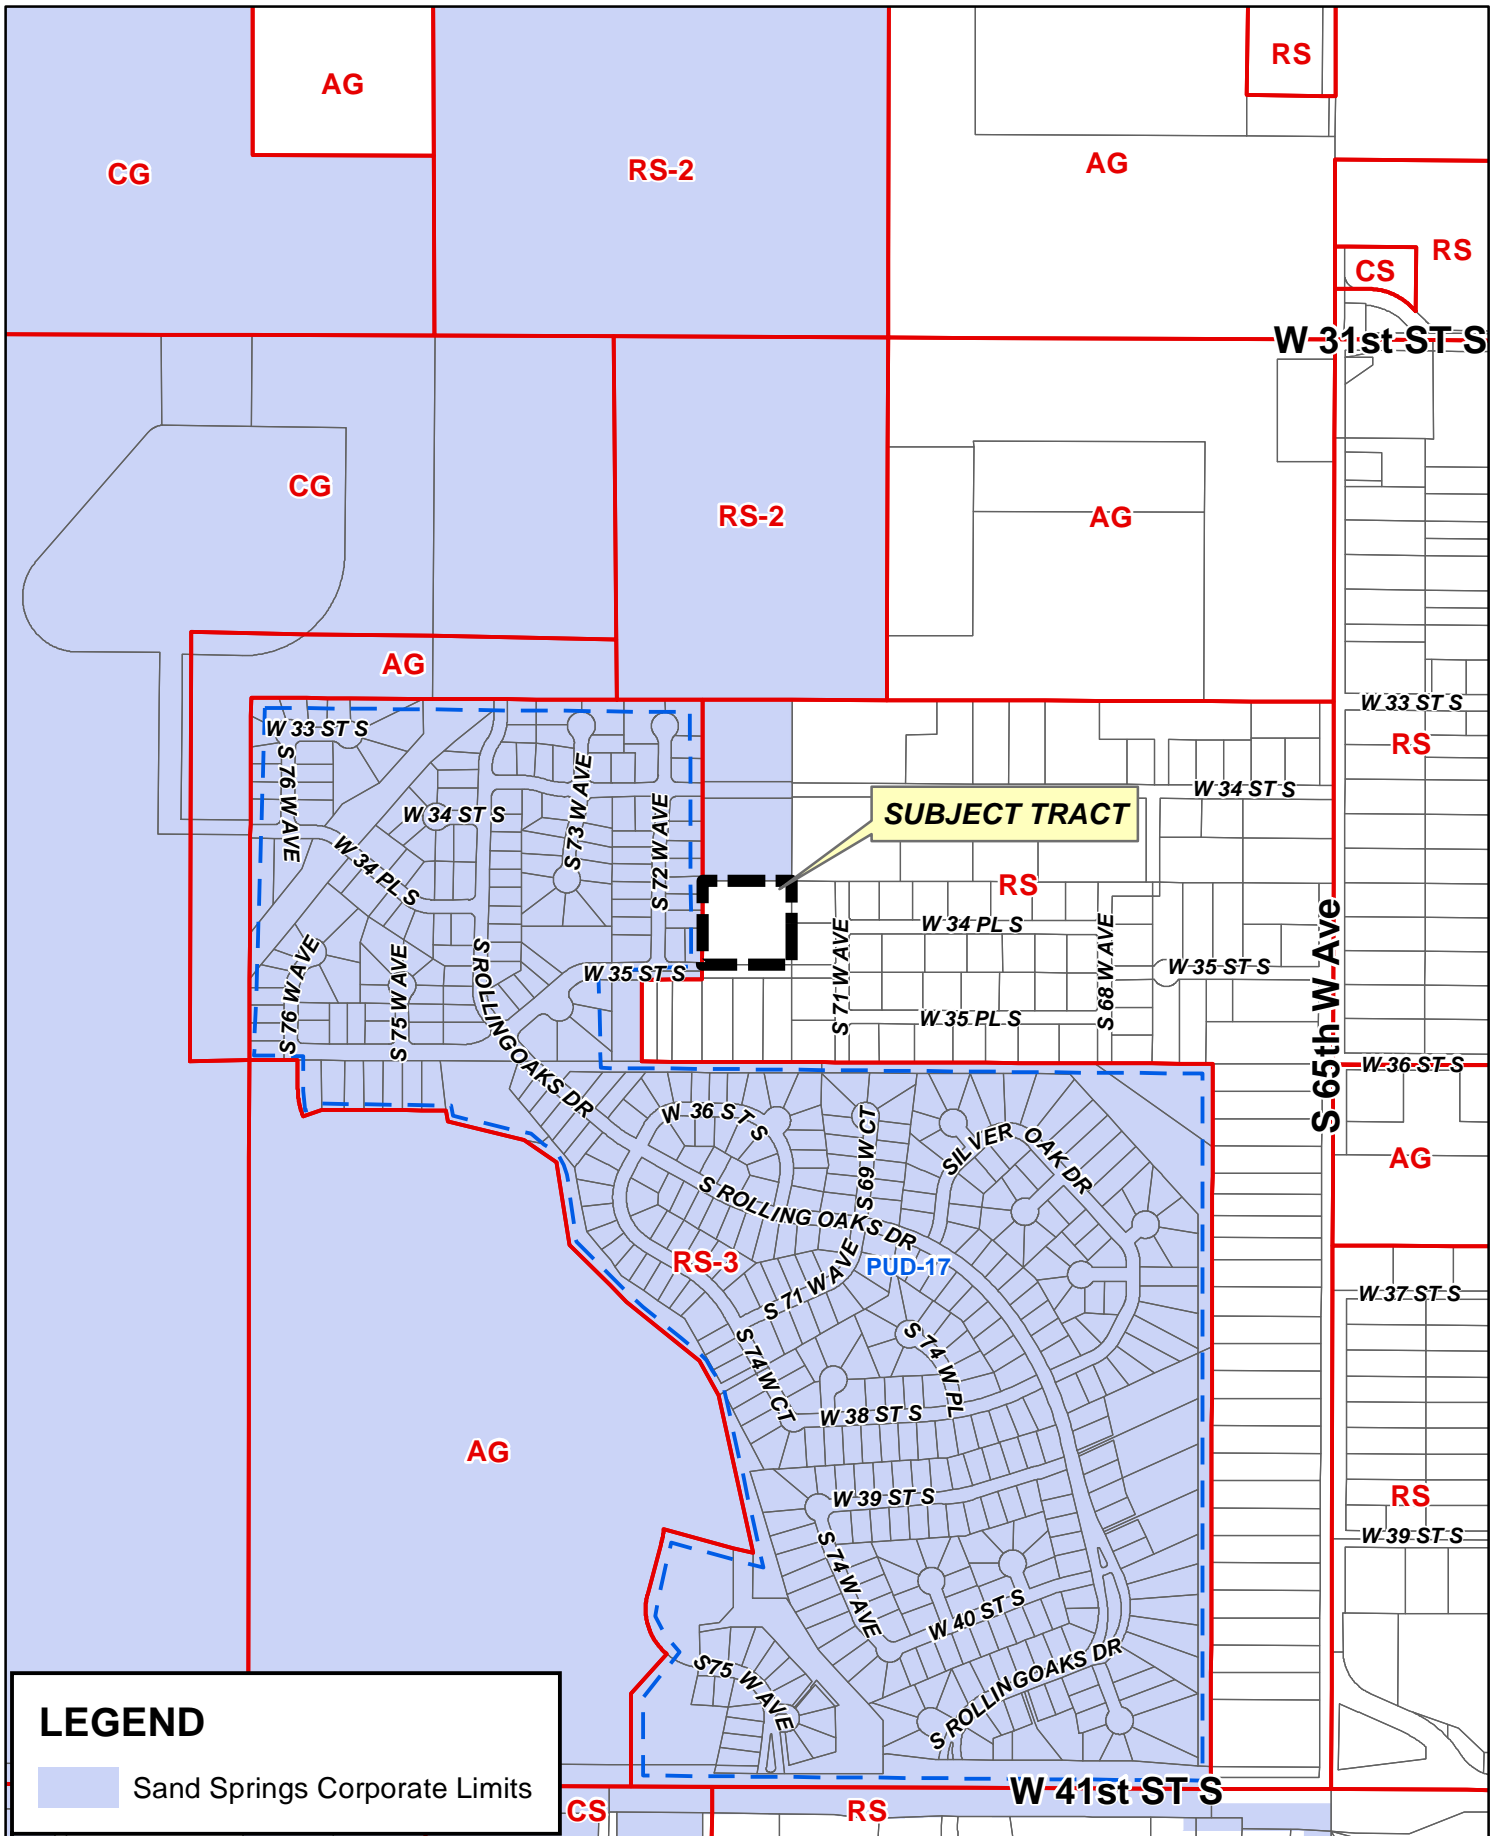 RS
AG
CG
RS-2
AG
RS
CS
W 31st ST S
CG
RS-2
AG
AG
W 33 ST S
W 33 ST S
RS
S 76 W AVE
S 73 W AVE
W 34 ST S
W 34 ST S
S 72 W AVE
SUBJECT TRACT
W 34 PL S
RS
W 34 PL S
S 71 W AVE
S 68 W AVE
S 65th W Ave
S 76 W AVE
S 75 W AVE
S ROLLINGOAKS DR
W 35 ST S
W 35 ST S
W 35 PL S
W 36 ST S
W 36 ST S
S 69 W CT
SILVER OAK DR
AG
S ROLLING OAKS DR
RS-3
PUD-17
S 71 W AVE
W 37 ST S
S 74 W CT
S 74 W PL
W 38 ST S
AG
W 39 ST S
RS
W 39 ST S
S 74 W AVE
W 40 ST S
S 75 W AVE
S ROLLINGOAKS DR
LEGEND
Sand Springs Corporate Limits
W 41st ST S
CS
RS